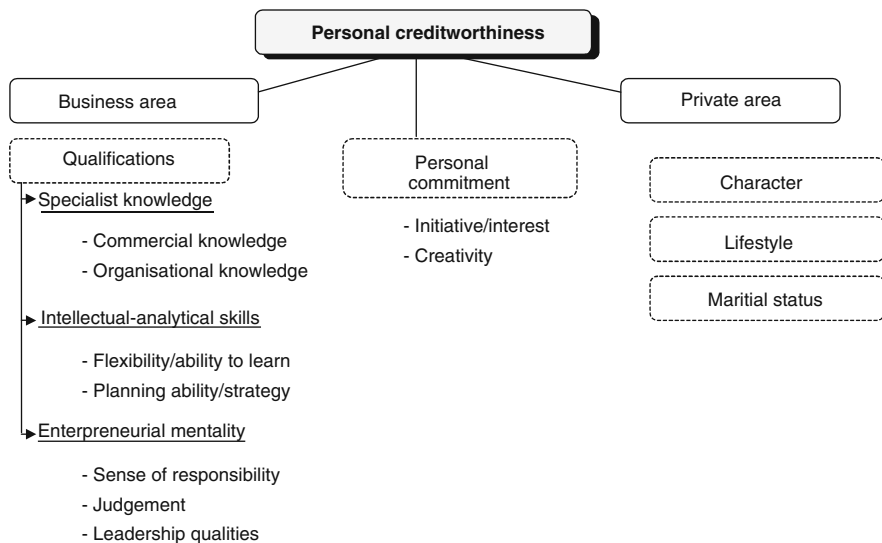 Personal creditworthiness
Business area
Private area
Qualifications
Specialist knowledge
- Commercial knowledge
- Organisational knowledge
Intellectual-analytical skills
- Flexibility/ability to learn
- Planning ability/strategy
Enterpreneurial mentality
- Sense of responsibility
- Judgement
- Leadership qualities
Personal
commitment
- Initiative/interest
- Creativity
Character
Lifestyle
Maritial status